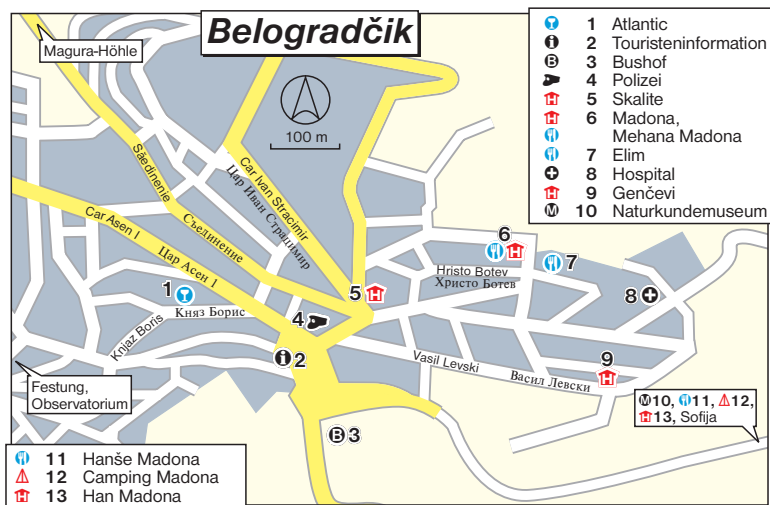 Belogradčik
Magura-Höhle
100 m
1 Atlantic
2 Touristeninformation
B 3 Bushof
4 Polizei
H 5 Skalite
H 6 Madona,
Mehana Madona
7 Elim
8 Hospital
H 9 Genčevi
M 10 Naturkundemuseum
Săedinenie
Съединение
Car Ivan Stracimir
Цар Иван Страцимир
Car Asen I
Цар Асен I
6
H
Hristo Botev
Христо Ботев
7
8
5 H
1
Княз Борис
Knjaz Boris
4
i 2
Vasil Levski
Васил Левски
9
H
Festung,
Observatorium
M10, 11, 12,
H13, Sofija
B 3
11 Hanše Madona
12 Camping Madona
H 13 Han Madona